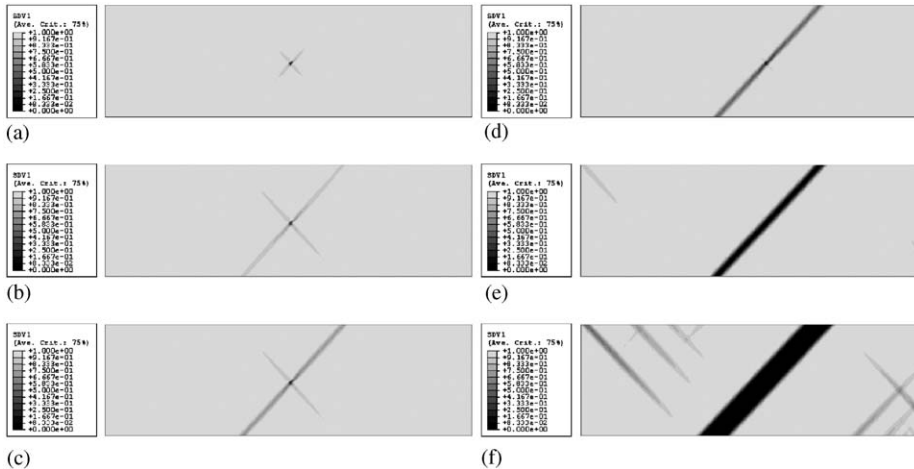 SDV1
(Ave. Crit.: 75%)
+1.000e+00
+9.167e-01
+8.333e-01
+7.500e-01
+6.667e-01
+5.833e-01
+5.000e-01
+4.167e-01
+3.333e-01
+2.500e-01
+1.667e-01
+8.333e-02
+0.000e+00
(a)
SDV1
(Ave. Crit.: 75%)
+1.000e+00
+9.167e-01
+8.333e-01
+7.500e-01
+6.667e-01
+5.833e-01
+5.000e-01
+4.167e-01
+3.333e-01
+2.500e-01
+1.667e-01
+8.333e-02
+0.000e+00
(d)
SDV1
(Ave. Crit.: 75%)
+1.000e+00
+9.167e-01
+8.333e-01
+7.500e-01
+6.667e-01
+5.833e-01
+5.000e-01
+4.167e-01
+3.333e-01
+2.500e-01
+1.667e-01
+8.333e-02
+0.000e+00
(b)
SDV1
(Ave. Crit.: 75%)
+1.000e+00
+9.167e-01
+8.333e-01
+7.500e-01
+6.667e-01
+5.833e-01
+5.000e-01
+4.167e-01
+3.333e-01
+2.500e-01
+1.667e-01
+8.333e-02
+0.000e+00
(e)
SDV1
(Ave. Crit.: 75%)
+1.000e+00
+9.167e-01
+8.333e-01
+7.500e-01
+6.667e-01
+5.833e-01
+5.000e-01
+4.167e-01
+3.333e-01
+2.500e-01
+1.667e-01
+8.333e-02
+0.000e+00
(c)
SDV1
(Ave. Crit.: 75%)
+1.000e+00
+9.167e-01
+8.333e-01
+7.500e-01
+6.667e-01
+5.833e-01
+5.000e-01
+4.167e-01
+3.333e-01
+2.500e-01
+1.667e-01
+8.333e-02
+0.000e+00
(f)